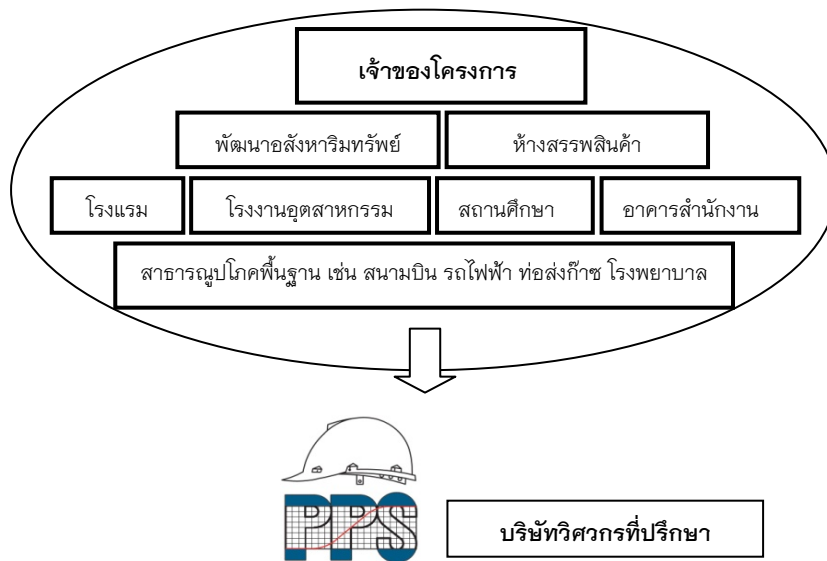 เจ้าของโครงการ
พัฒนาอสังหาริมทรัพย์ ห้างสรรพสินค้า
โรงแรม โรงงานอุตสาหกรรม สถานศึกษา อาคารสำนักงาน
สาธารณูปโภคพื้นฐาน เช่น สนามบิน รถไฟฟ้า ท่อส่งก๊าซ โรงพยาบาล
PPS
บริษัทวิศวกรที่ปรึกษา